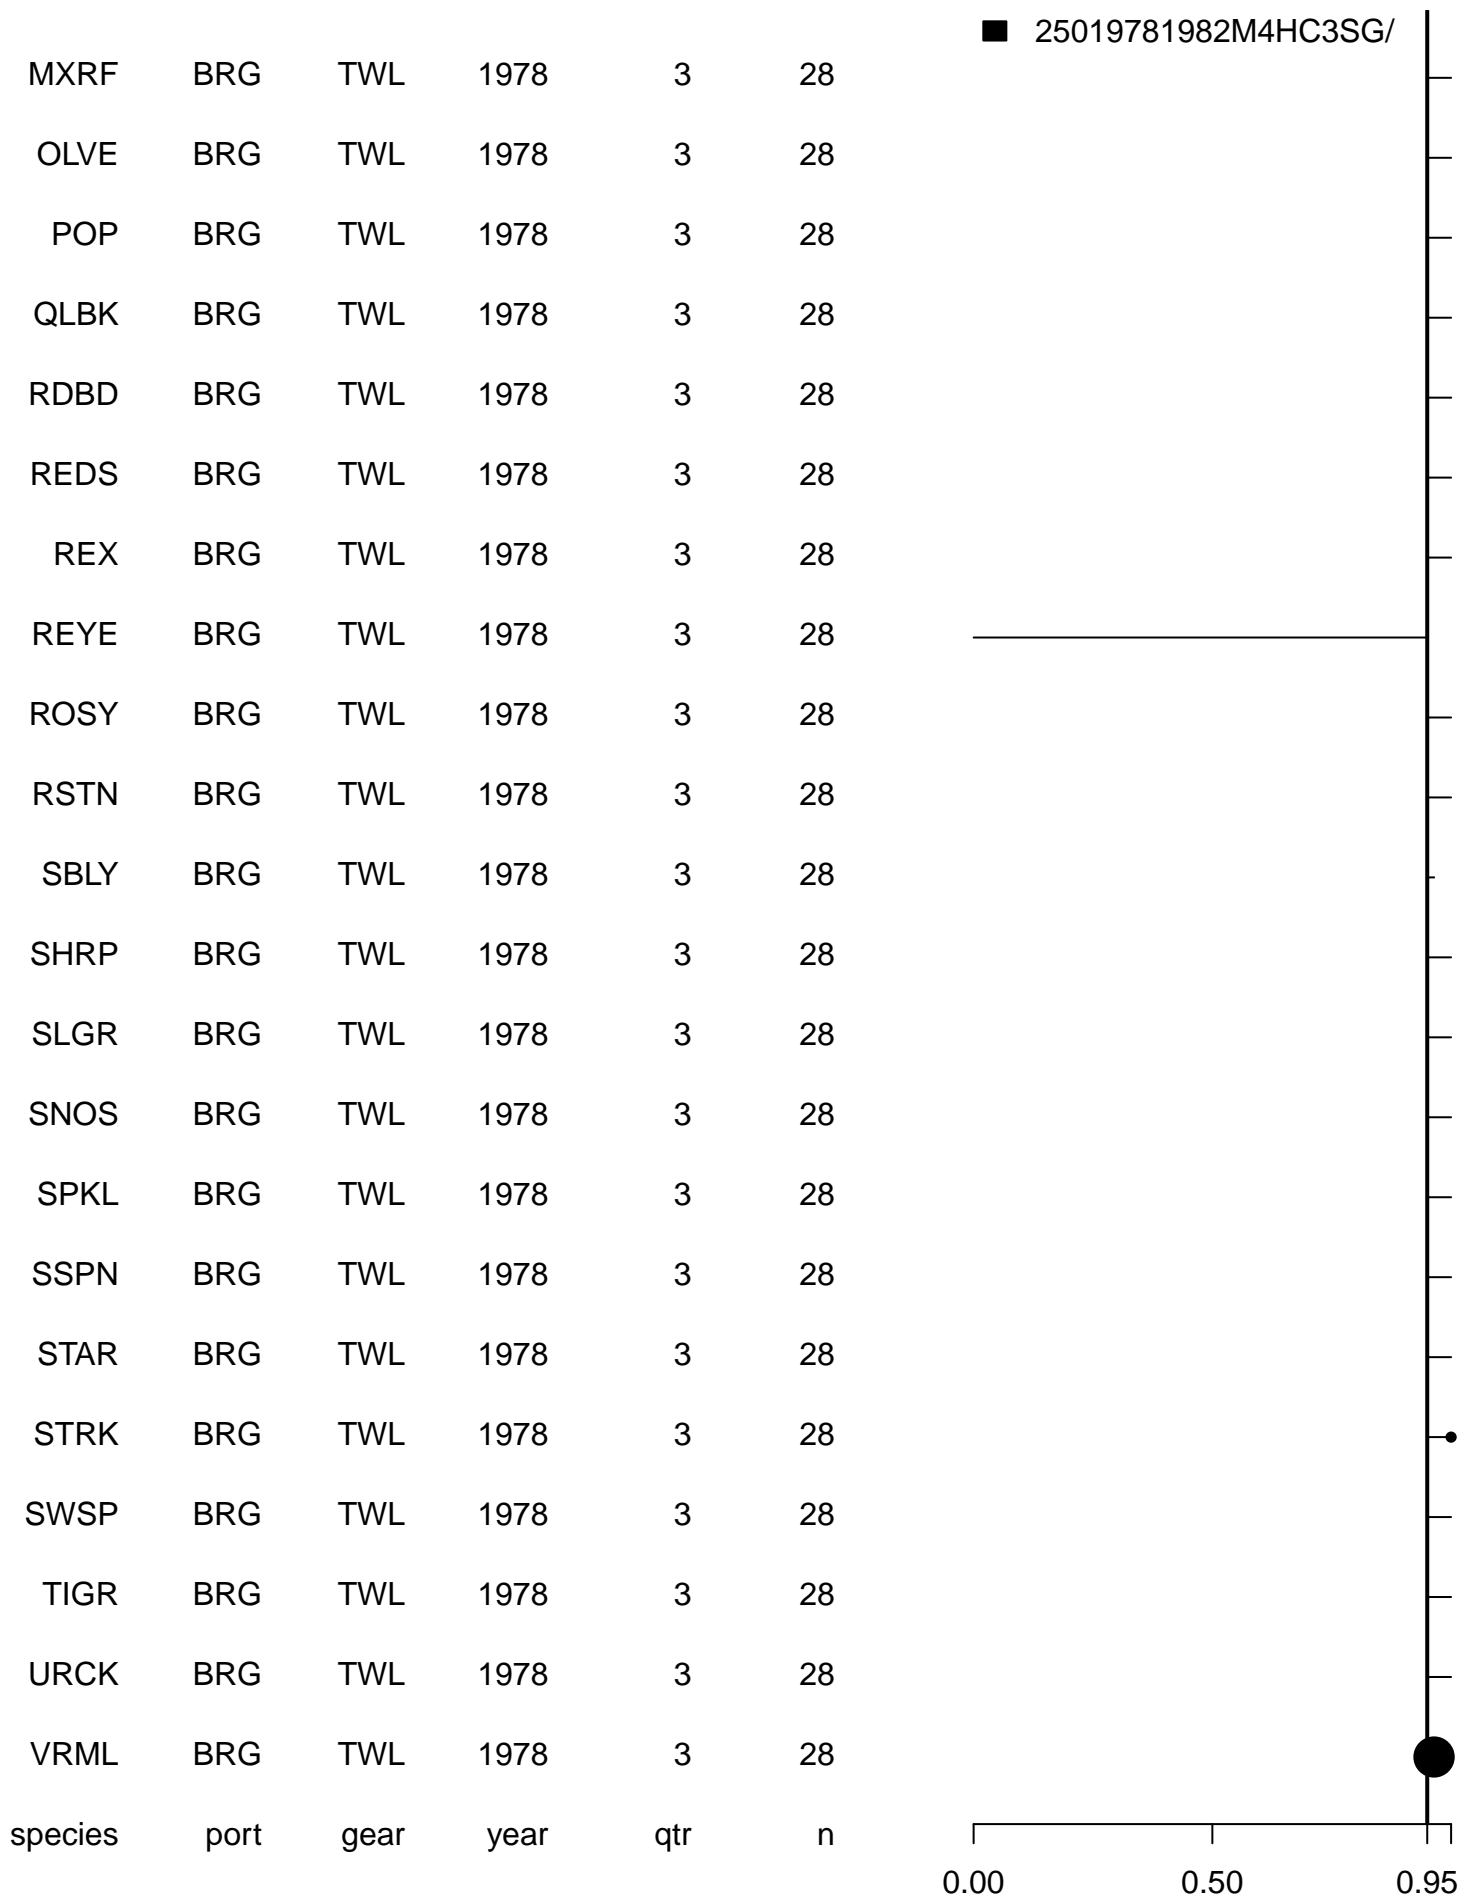 25019781982M4HC3SG/
MXRF BRG TWL 1978 3 28
OLVE BRG TWL 1978 3 28
POP BRG TWL 1978 3 28
QLBK BRG TWL 1978 3 28
RDBD BRG TWL 1978 3 28
REDS BRG TWL 1978 3 28
REX BRG TWL 1978 3 28
REYE BRG TWL 1978 3 28
ROSY BRG TWL 1978 3 28
RSTN BRG TWL 1978 3 28
SBLY BRG TWL 1978 3 28
SHRP BRG TWL 1978 3 28
SLGR BRG TWL 1978 3 28
SNOS BRG TWL 1978 3 28
SPKL BRG TWL 1978 3 28
SSPN BRG TWL 1978 3 28
STAR BRG TWL 1978 3 28
STRK BRG TWL 1978 3 28
SWSP BRG TWL 1978 3 28
TIGR BRG TWL 1978 3 28
URCK BRG TWL 1978 3 28
VRML BRG TWL 1978 3 28
species port gear year qtr n
0.00 0.50 0.95